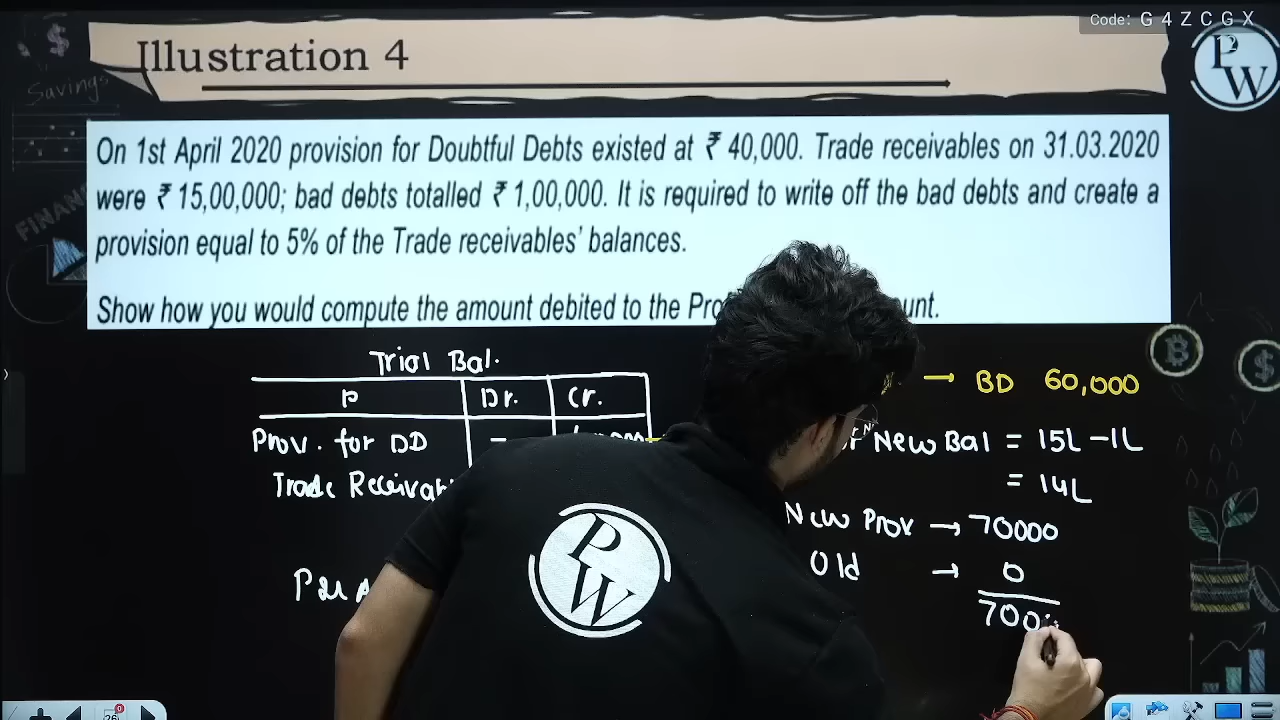 Code: G 4 Z C G X
Illustration 4
PW
Savings
On 1st April 2020 provision for Doubtful Debts existed at ₹ 40,000. Trade receivables on 31.03.2020
were ₹ 15,00,000; bad debts totalled ₹ 1,00,000. It is required to write off the bad debts and create a
provision equal to 5% of the Trade receivables' balances.
Show how you would compute the amount debited to the
Trial Bal.
P Dr. Cr.
→ BD 60,000
Prov. for DD -
New Bal = 15L - 1L
Trade
= 14L
New Prov → 70000
Old → 0
PW
26